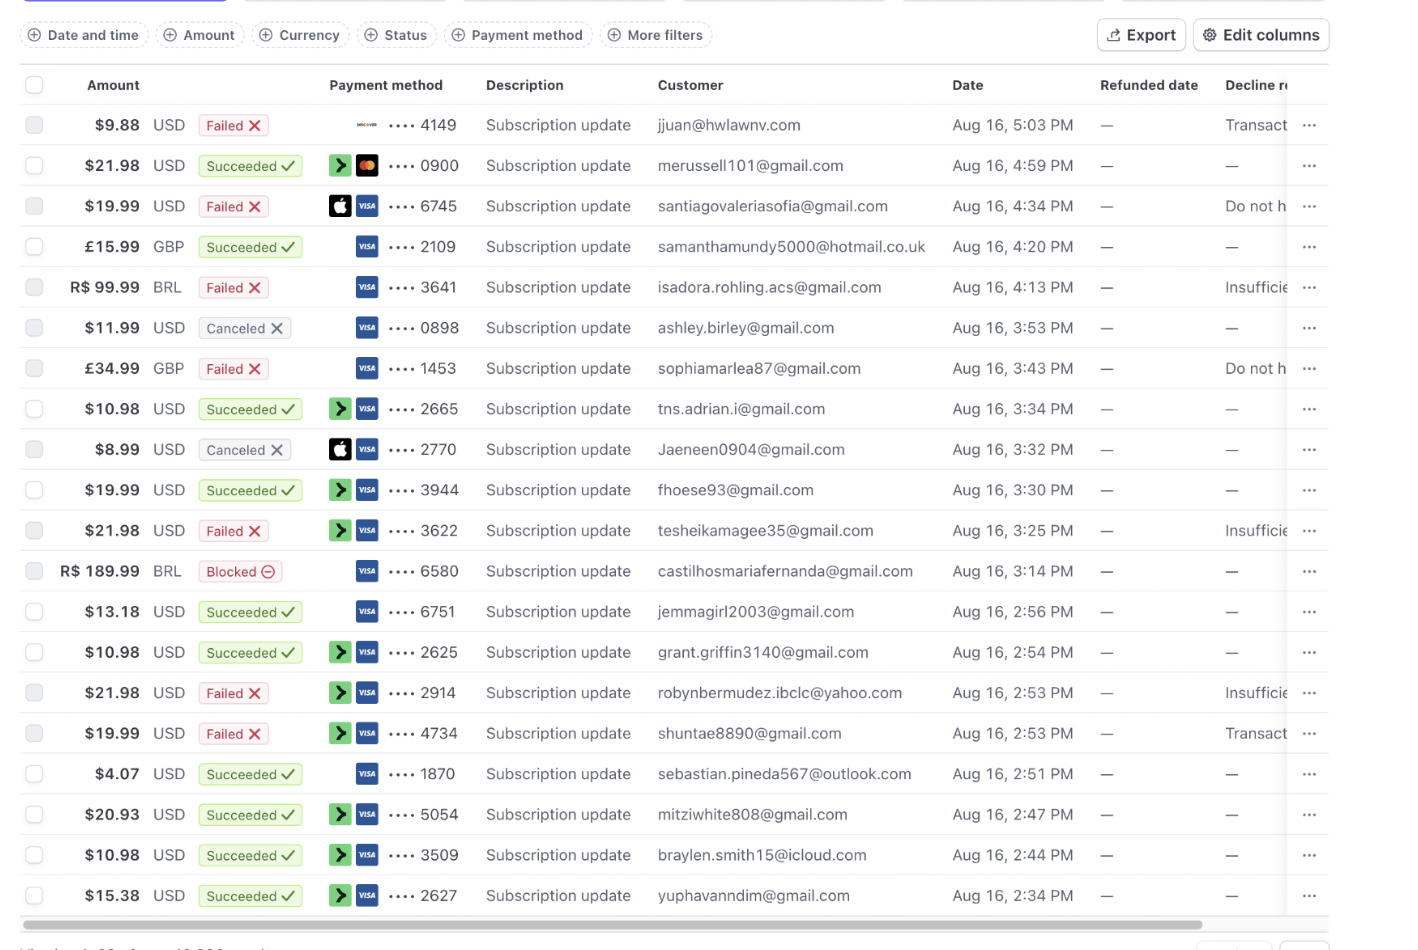 Date and time Amount Currency Status Payment method More filters Export Edit columns
Amount Payment method Description Customer Date Refunded date Decline
$9.88 USD Failed •••• 4149 Subscription update jjuan@hwlawnv.com Aug 16, 5:03 PM — Transact ···
$21.98 USD Succeeded •••• 0900 Subscription update merussell101@gmail.com Aug 16, 4:59 PM — — ···
$19.99 USD Failed VISA •••• 6745 Subscription update santiagovaleriasofia@gmail.com Aug 16, 4:34 PM — Do not h ···
£15.99 GBP Succeeded VISA •••• 2109 Subscription update samanthamundy5000@hotmail.co.uk Aug 16, 4:20 PM — — ···
R$ 99.99 BRL Failed VISA •••• 3641 Subscription update isadora.rohling.acs@gmail.com Aug 16, 4:13 PM — Insufficie ···
$11.99 USD Canceled VISA •••• 0898 Subscription update ashley.birley@gmail.com Aug 16, 3:53 PM — — ···
£34.99 GBP Failed VISA •••• 1453 Subscription update sophiamarlea87@gmail.com Aug 16, 3:43 PM — Do not h ···
$10.98 USD Succeeded VISA •••• 2665 Subscription update tns.adrian.i@gmail.com Aug 16, 3:34 PM — — ···
$8.99 USD Canceled VISA •••• 2770 Subscription update Jaeneen0904@gmail.com Aug 16, 3:32 PM — — ···
$19.99 USD Succeeded VISA •••• 3944 Subscription update fhoese93@gmail.com Aug 16, 3:30 PM — — ···
$21.98 USD Failed VISA •••• 3622 Subscription update tesheikamagee35@gmail.com Aug 16, 3:25 PM — Insufficie ···
R$ 189.99 BRL Blocked VISA •••• 6580 Subscription update castilhosmariafernanda@gmail.com Aug 16, 3:14 PM — — ···
$13.18 USD Succeeded VISA •••• 6751 Subscription update jemmagirl2003@gmail.com Aug 16, 2:56 PM — — ···
$10.98 USD Succeeded VISA •••• 2625 Subscription update grant.griffin3140@gmail.com Aug 16, 2:54 PM — — ···
$21.98 USD Failed VISA •••• 2914 Subscription update robynbermudez.ibclc@yahoo.com Aug 16, 2:53 PM — Insufficie ···
$19.99 USD Failed VISA •••• 4734 Subscription update shuntae8890@gmail.com Aug 16, 2:53 PM — Transact ···
$4.07 USD Succeeded VISA •••• 1870 Subscription update sebastian.pineda567@outlook.com Aug 16, 2:51 PM — — ···
$20.93 USD Succeeded VISA •••• 5054 Subscription update mitziwhite808@gmail.com Aug 16, 2:47 PM — — ···
$10.98 USD Succeeded VISA •••• 3509 Subscription update braylen.smith15@icloud.com Aug 16, 2:44 PM — — ···
$15.38 USD Succeeded VISA •••• 2627 Subscription update yuphavanndim@gmail.com Aug 16, 2:34 PM — — ···